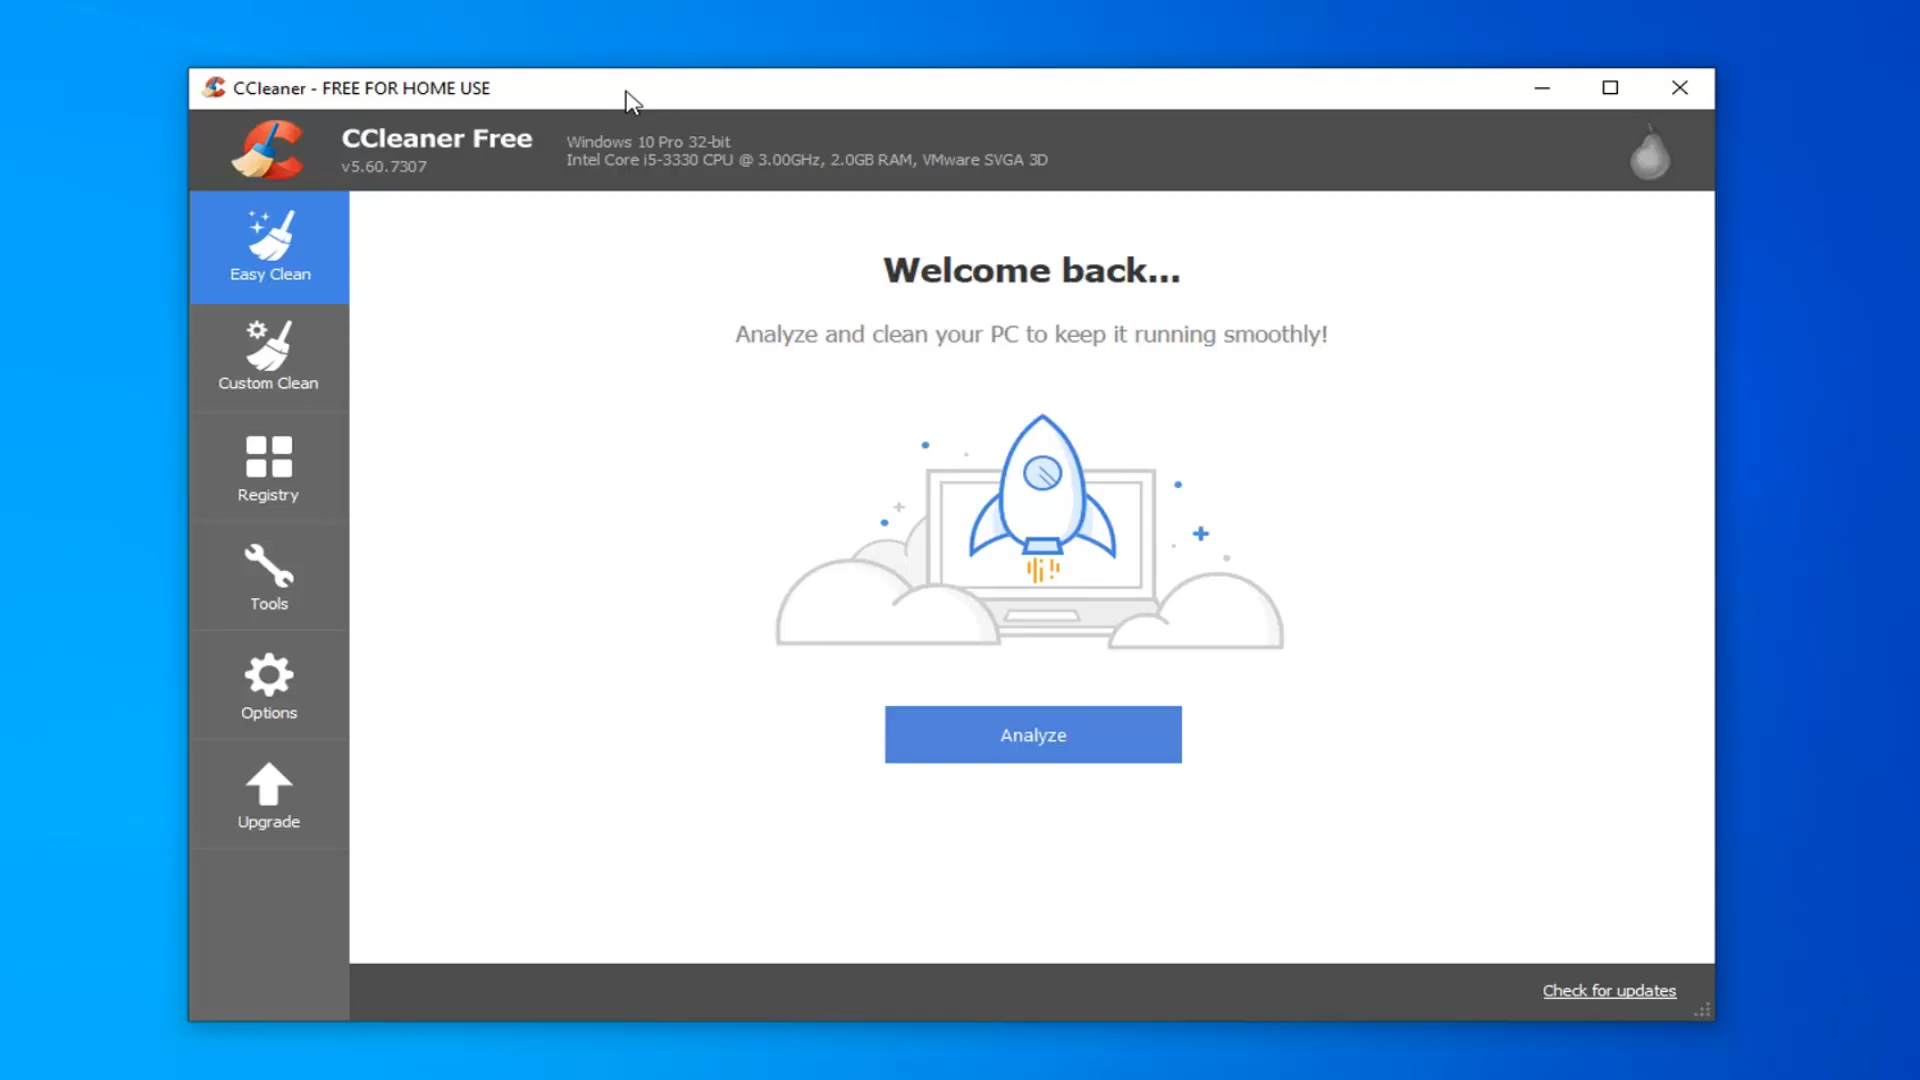 CCleaner - FREE FOR HOME USE
CCleaner Free
v5.60.7307
Windows 10 Pro 32-bit
Intel Core i5-3330 CPU @ 3.00GHz, 2.0GB RAM, VMware SVGA 3D
Easy Clean
Custom Clean
Registry
Tools
Options
Upgrade
Welcome back...
Analyze and clean your PC to keep it running smoothly!
Analyze
Check for updates